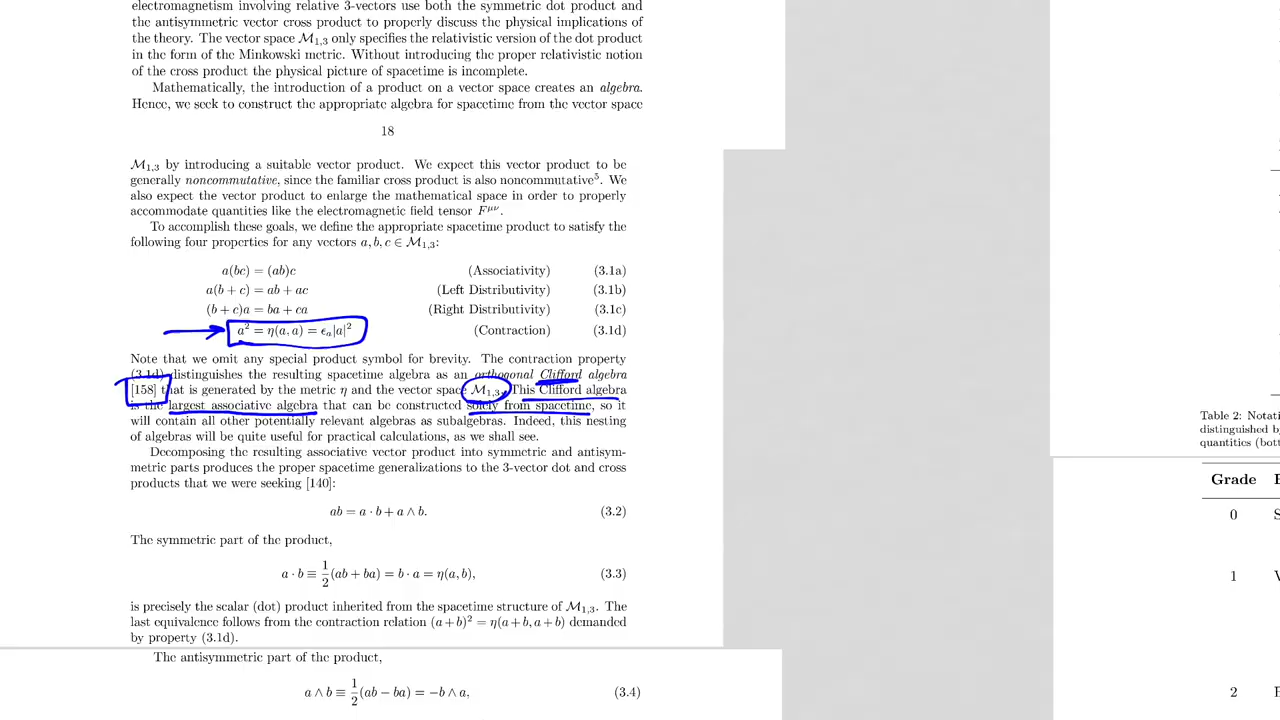 electromagnetism involving relative 3-vectors use both the symmetric dot product and
the antisymmetric vector cross product to properly discuss the physical implications of
the theory. The vector space M₁,₃ only specifies the relativistic version of the dot product
in the form of the Minkowski metric. Without introducing the proper relativistic notion
of the cross product the physical picture of spacetime is incomplete.
Mathematically, the introduction of a product on a vector space creates an algebra.
Hence, we seek to construct the appropriate algebra for spacetime from the vector space
18
M₁,₃ by introducing a suitable vector product. We expect this vector product to be
generally noncommutative, since the familiar cross product is also noncommutative⁵. We
also expect the vector product to enlarge the mathematical space in order to properly
accommodate quantities like the electromagnetic field tensor F^μν.
To accomplish these goals, we define the appropriate spacetime product to satisfy the
following four properties for any vectors a, b, c ∈ M₁,₃:
a(bc) = (ab)c (Associativity) (3.1a)
a(b + c) = ab + ac (Left Distributivity) (3.1b)
(b + c)a = ba + ca (Right Distributivity) (3.1c)
a² = η(a, a) = ϵₐ|a|² (Contraction) (3.1d)
Note that we omit any special product symbol for brevity. The contraction property
(3.1d) distinguishes the resulting spacetime algebra as an orthogonal Clifford algebra
[158] that is generated by the metric η and the vector space M₁,₃. This Clifford algebra
is the largest associative algebra that can be constructed solely from spacetime, so it
will contain all other potentially relevant algebras as subalgebras. Indeed, this nesting
of algebras will be quite useful for practical calculations, as we shall see.
Decomposing the resulting associative vector product into symmetric and antisym-
metric parts produces the proper spacetime generalizations to the 3-vector dot and cross
products that we were seeking [140]:
ab = a · b + a ∧ b. (3.2)
The symmetric part of the product,
a · b ≡ 1/2(ab + ba) = b · a = η(a, b), (3.3)
is precisely the scalar (dot) product inherited from the spacetime structure of M₁,₃. The
last equivalence follows from the contraction relation (a + b)² = η(a + b, a + b) demanded
by property (3.1d).
The antisymmetric part of the product,
a ∧ b ≡ 1/2(ab − ba) = −b ∧ a, (3.4)
Table 2: Notati
distinguished by
quantities (bott
Grade
0
1
2